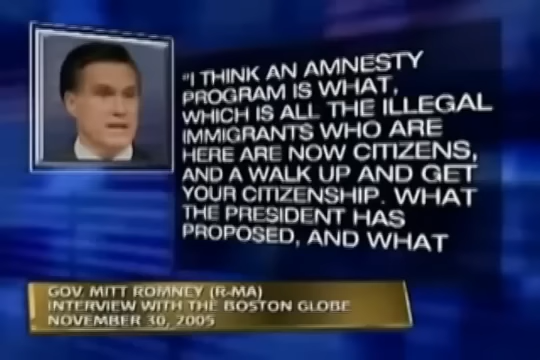 "I THINK AN AMNESTY
PROGRAM IS WHAT,
WHICH IS ALL THE ILLEGAL
IMMIGRANTS WHO ARE
HERE ARE NOW CITIZENS,
AND A WALK UP AND GET
YOUR CITIZENSHIP. WHAT
THE PRESIDENT HAS
PROPOSED, AND WHAT
GOV. MITT ROMNEY (R-MA)
INTERVIEW WITH THE BOSTON GLOBE
NOVEMBER 30, 2005